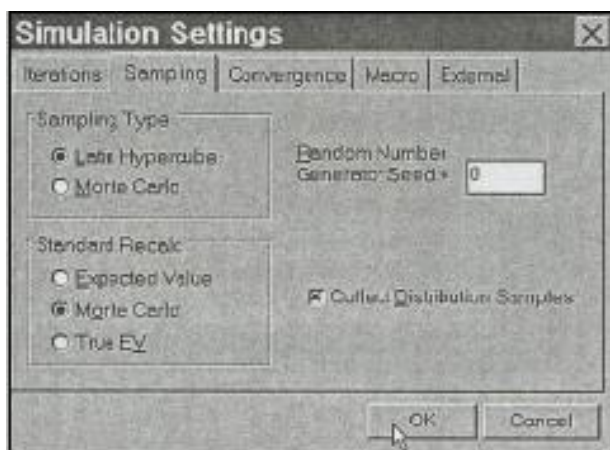 Simulation Settings
Iterations Sampling Convergence Macro External
Sampling Type
Latin Hypercube
Monte Carlo
Random Number
Generator Seed
0
Standard Recalc
Expected Value
Monte Carlo
True EV
Collect Distribution Samples
OK Cancel